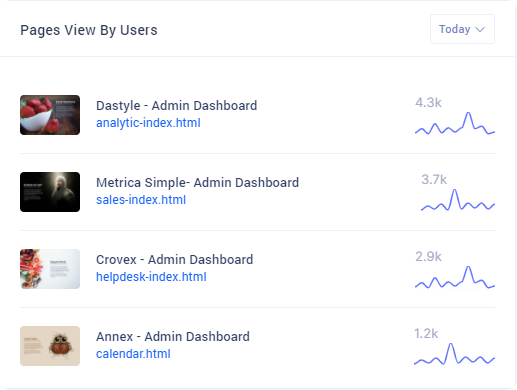 Pages View By Users
Today
Dastyle - Admin Dashboard
analytic-index.html
4.3k
Metrica Simple- Admin Dashboard
sales-index.html
3.7k
Crovex - Admin Dashboard
helpdesk-index.html
2.9k
Annex - Admin Dashboard
calendar.html
1.2k